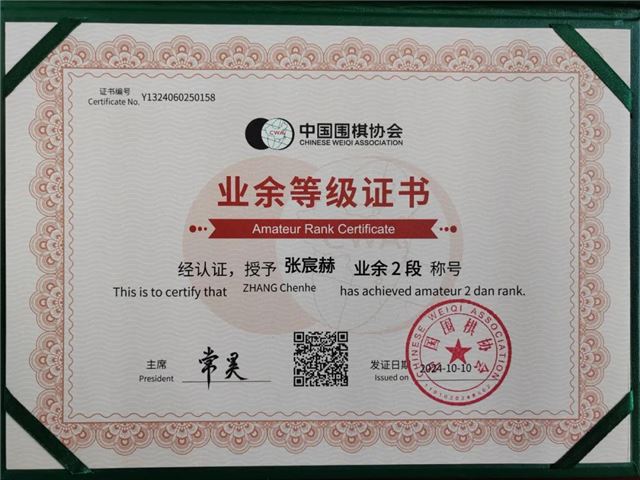 证书编号
Certificate No. Y1324060250158
中国围棋协会
CHINESE WEIQI ASSOCIATION
CWA
业余等级证书
Amateur Rank Certificate
经认证，授予 张宸赫 业余2段 称号
This is to certify that ZHANG Chenhe has achieved amateur 2 dan rank.
主席
President
常昊
发证日期
Issued on
2024-10-10
CHINESE WEIQI ASSOCIATION
中国围棋协会